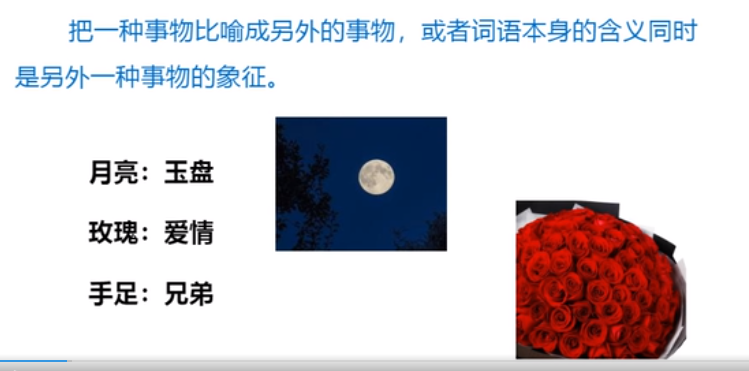 把一种事物比喻成另外的事物，或者词语本身的含义同时
是另外一种事物的象征。
月亮：玉盘
玫瑰：爱情
手足：兄弟